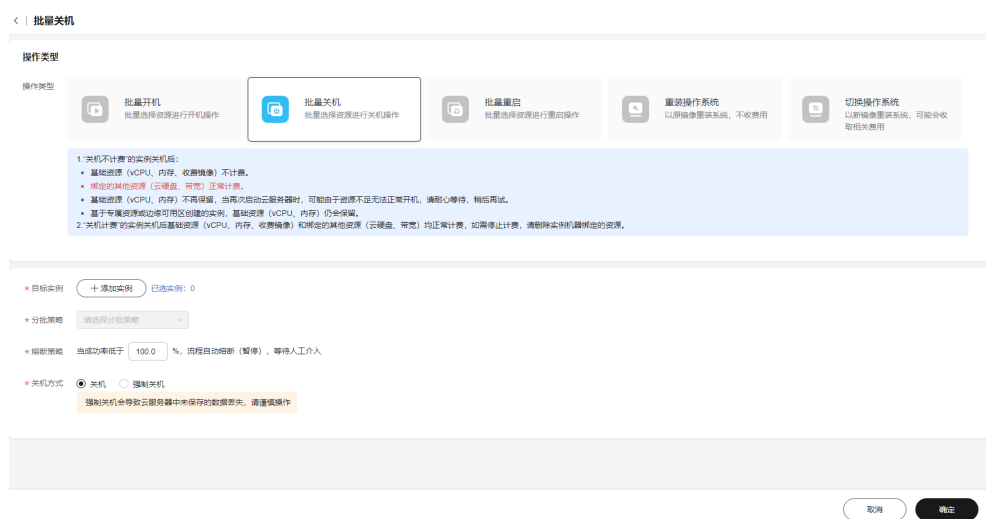 < | 批量关机
操作类型
操作类型
批量开机
批量选择资源进行开机操作
批量关机
批量选择资源进行关机操作
批量重启
批量选择资源进行重启操作
重装操作系统
以原镜像重装系统，不收费用
切换操作系统
以新镜像重装系统，可能会收
取相关费用
1.“关机不计费”的实例关机后：
• 基础资源（vCPU、内存、收费镜像）不计费。
• 绑定的其他资源（云硬盘、带宽）正常计费。
• 基础资源（vCPU、内存）不再保留，当再次启动云服务器时，可能由于资源不足无法正常开机，请耐心等待，稍后再试。
• 基于专属资源或边缘可用区创建的实例，基础资源（vCPU、内存）仍会保留。
2.“关机计费”的实例关机后基础资源（vCPU、内存、收费镜像）和绑定的其他资源（云硬盘、带宽）均正常计费，如需停止计费，请删除实例机器绑定的资源。
* 目标实例 + 添加实例 已选实例：0
* 分批策略 请选择分批策略
* 熔断策略 当成功率低于 100.0 %，流程自动熔断（暂停），等待人工介入
* 关机方式 关机 强制关机
强制关机会导致云服务器中未保存的数据丢失，请谨慎操作
取消 确定